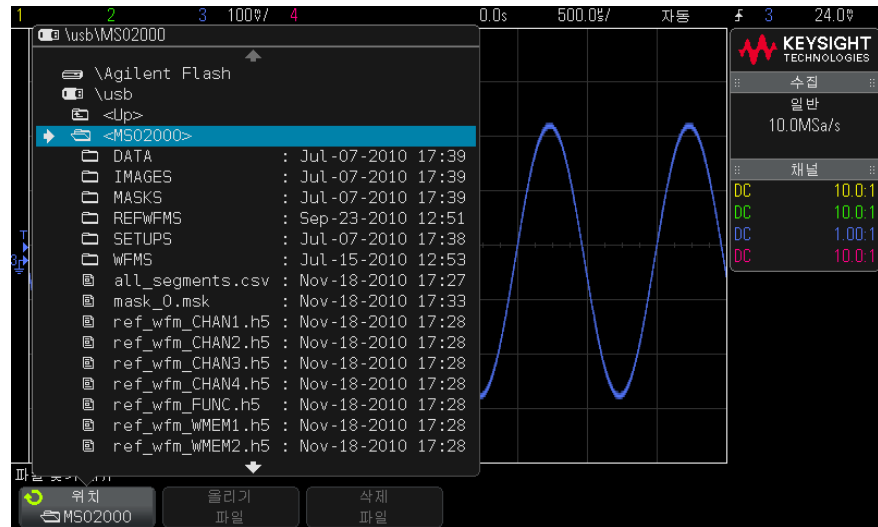 1 2 3 100▽/ 4 0.0s 500.0㎲/ 자동 3 24.0▽
\usb\MSO2000
KEYSIGHT
TECHNOLOGIES
\Agilent Flash
\usb
<Up>
<MSO2000>
DATA : Jul-07-2010 17:39
IMAGES : Jul-07-2010 17:39
MASKS : Jul-07-2010 17:39
REFWFMS : Sep-23-2010 12:51
SETUPS : Jul-07-2010 17:38
WFMS : Jul-15-2010 12:53
all_segments.csv : Nov-18-2010 17:27
mask_0.msk : Nov-18-2010 17:33
ref_wfm_CHAN1.h5 : Nov-18-2010 17:28
ref_wfm_CHAN2.h5 : Nov-18-2010 17:28
ref_wfm_CHAN3.h5 : Nov-18-2010 17:28
ref_wfm_CHAN4.h5 : Nov-18-2010 17:28
ref_wfm_FUNC.h5 : Nov-18-2010 17:28
ref_wfm_WMEM1.h5 : Nov-18-2010 17:28
ref_wfm_WMEM2.h5 : Nov-18-2010 17:28
수집
일반
10.0MSa/s
채널
DC 10.0:1
DC 10.0:1
DC 1.00:1
DC 10.0:1
T
3
위치
MSO2000
올리기
파일
삭제
파일